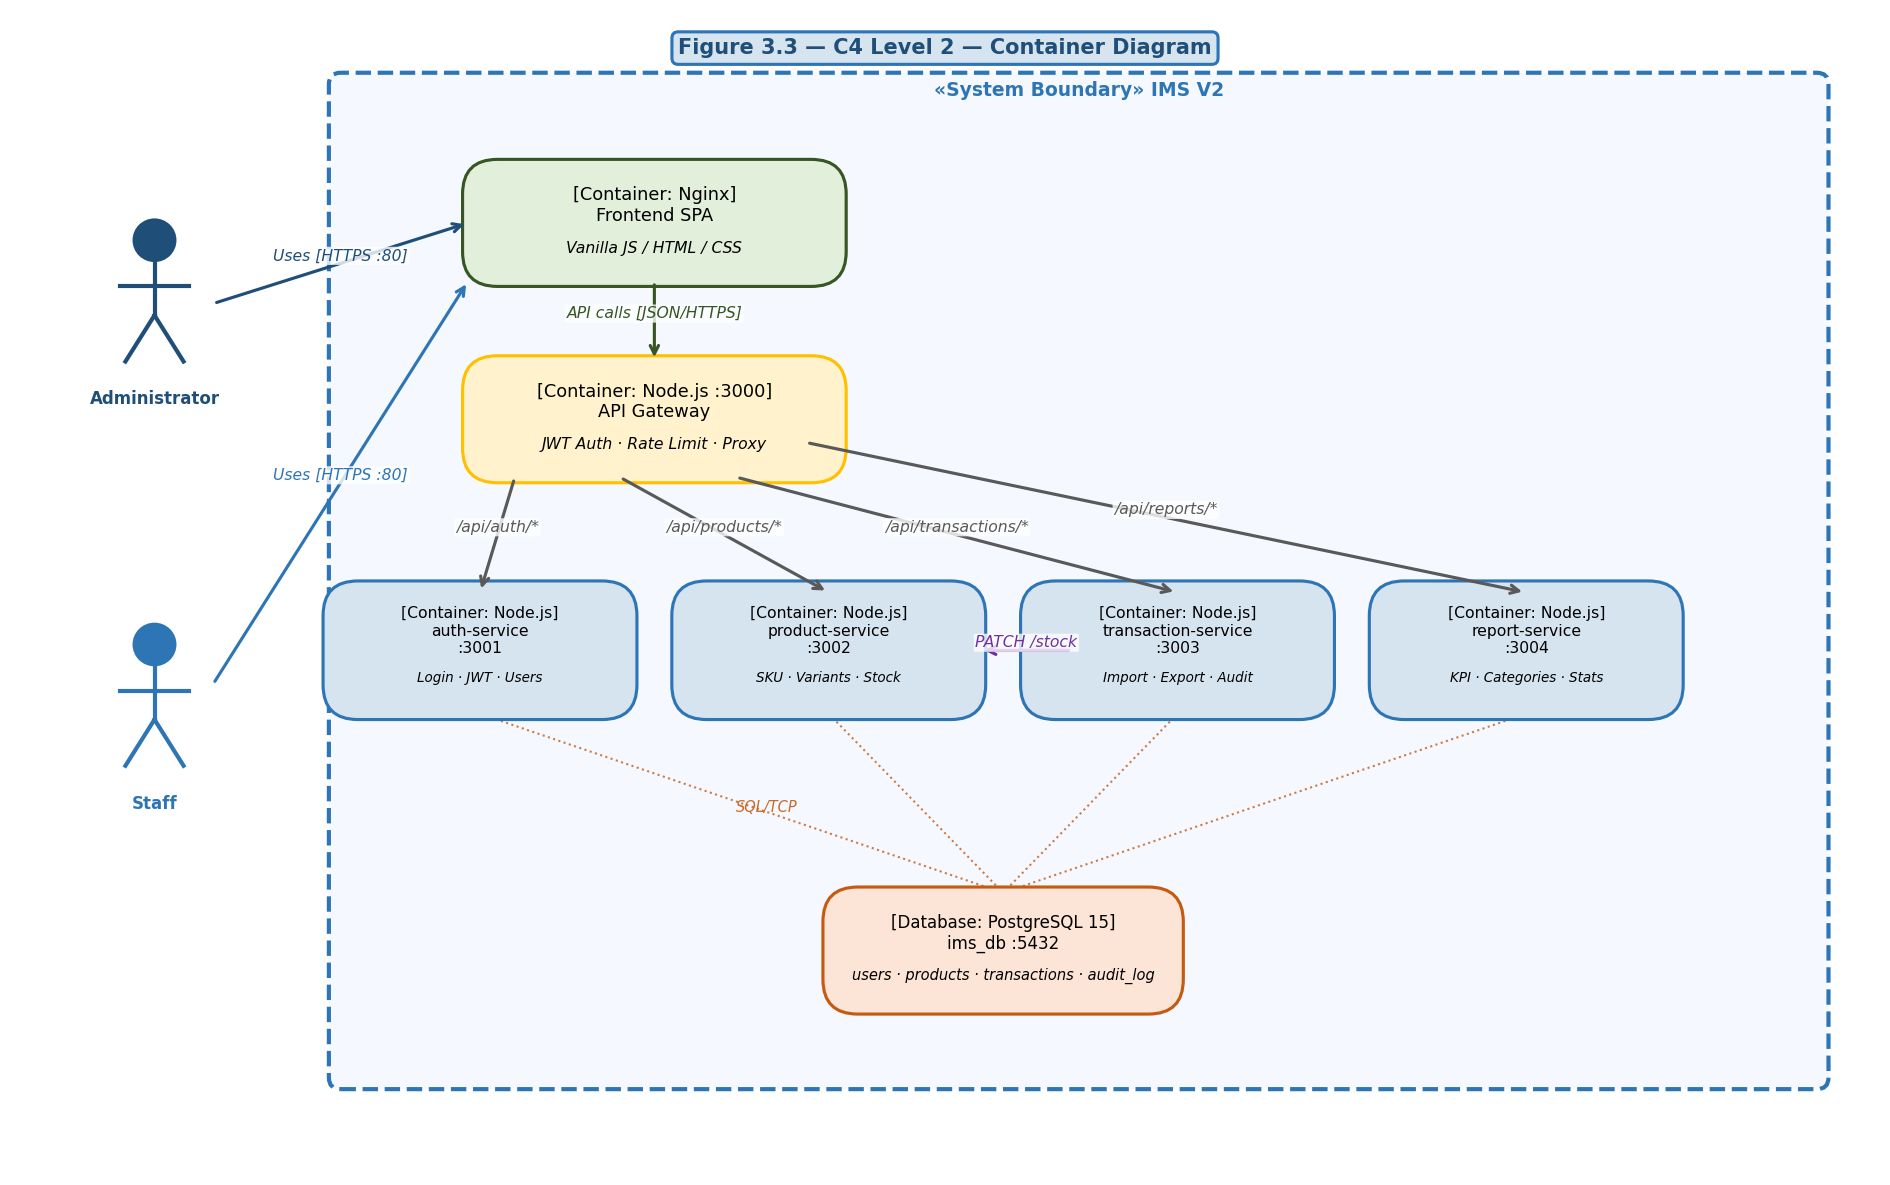 Figure 3.3 — C4 Level 2 — Container Diagram
«System Boundary» IMS V2
[Container: Nginx]
Frontend SPA
Vanilla JS / HTML / CSS
Uses [HTTPS :80]
API calls [JSON/HTTPS]
Administrator
[Container: Node.js :3000]
API Gateway
JWT Auth · Rate Limit · Proxy
Uses [HTTPS :80]
/api/auth/*
/api/products/*
/api/transactions/*
/api/reports/*
[Container: Node.js]
auth-service
:3001
Login · JWT · Users
[Container: Node.js]
product-service
:3002
SKU · Variants · Stock
PATCH /stock
[Container: Node.js]
transaction-service
:3003
Import · Export · Audit
[Container: Node.js]
report-service
:3004
KPI · Categories · Stats
Staff
SQL/TCP
[Database: PostgreSQL 15]
ims_db :5432
users · products · transactions · audit_log